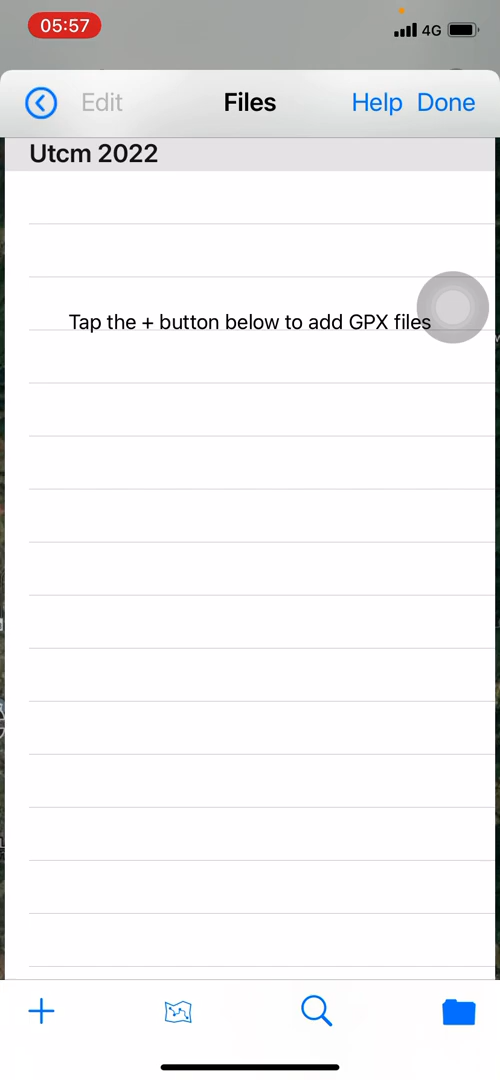 05:57
4G
Edit
Files
Help
Done
Utcm 2022
Tap the + button below to add GPX files